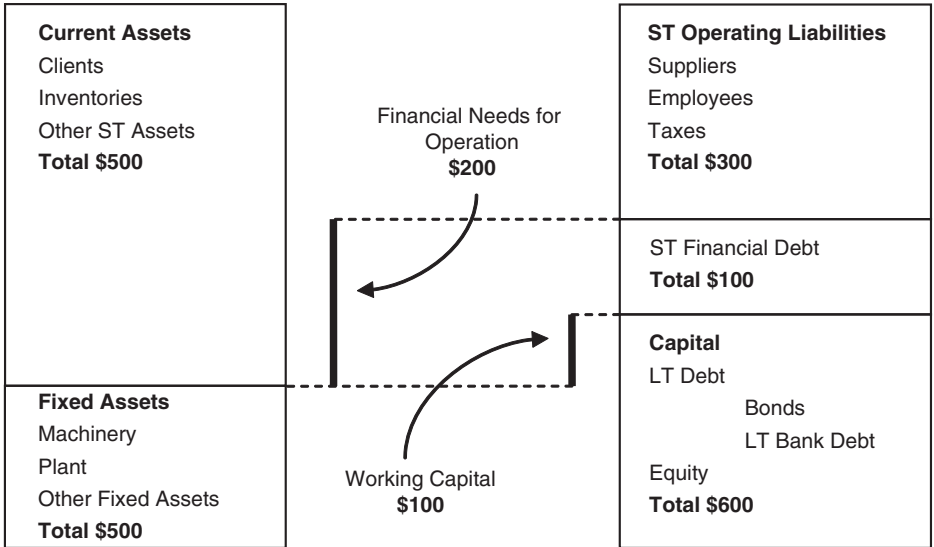 Current Assets
Clients
Inventories
Other ST Assets
Total $500
Fixed Assets
Machinery
Plant
Other Fixed Assets
Total $500
Financial Needs for
Operation
$200
Working Capital
$100
ST Operating Liabilities
Suppliers
Employees
Taxes
Total $300
ST Financial Debt
Total $100
Capital
LT Debt
Bonds
LT Bank Debt
Equity
Total $600